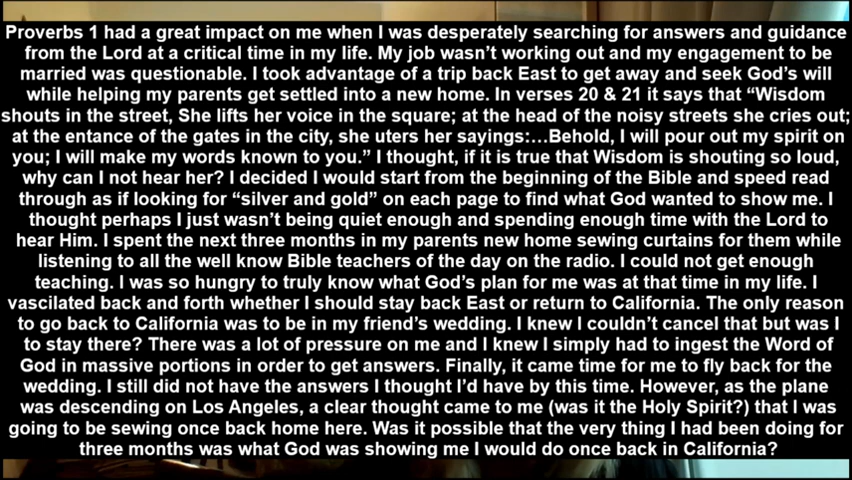 Proverbs 1 had a great impact on me when I was desperately searching for answers and guidance
from the Lord at a critical time in my life. My job wasn’t working out and my engagement to be
married was questionable. I took advantage of a trip back East to get away and seek God’s will
while helping my parents get settled into a new home. In verses 20 & 21 it says that “Wisdom
shouts in the street, She lifts her voice in the square; at the head of the noisy streets she cries out;
at the entance of the gates in the city, she uters her sayings:...Behold, I will pour out my spirit on
you; I will make my words known to you.” I thought, if it is true that Wisdom is shouting so loud,
why can I not hear her? I decided I would start from the beginning of the Bible and speed read
through as if looking for “silver and gold” on each page to find what God wanted to show me. I
thought perhaps I just wasn’t being quiet enough and spending enough time with the Lord to
hear Him. I spent the next three months in my parents new home sewing curtains for them while
listening to all the well know Bible teachers of the day on the radio. I could not get enough
teaching. I was so hungry to truly know what God’s plan for me was at that time in my life. I
vascilated back and forth whether I should stay back East or return to California. The only reason
to go back to California was to be in my friend’s wedding. I knew I couldn’t cancel that but was I
to stay there? There was a lot of pressure on me and I knew I simply had to ingest the Word of
God in massive portions in order to get answers. Finally, it came time for me to fly back for the
wedding. I still did not have the answers I thought I’d have by this time. However, as the plane
was descending on Los Angeles, a clear thought came to me (was it the Holy Spirit?) that I was
going to be sewing once back home here. Was it possible that the very thing I had been doing for
three months was what God was showing me I would do once back in California?